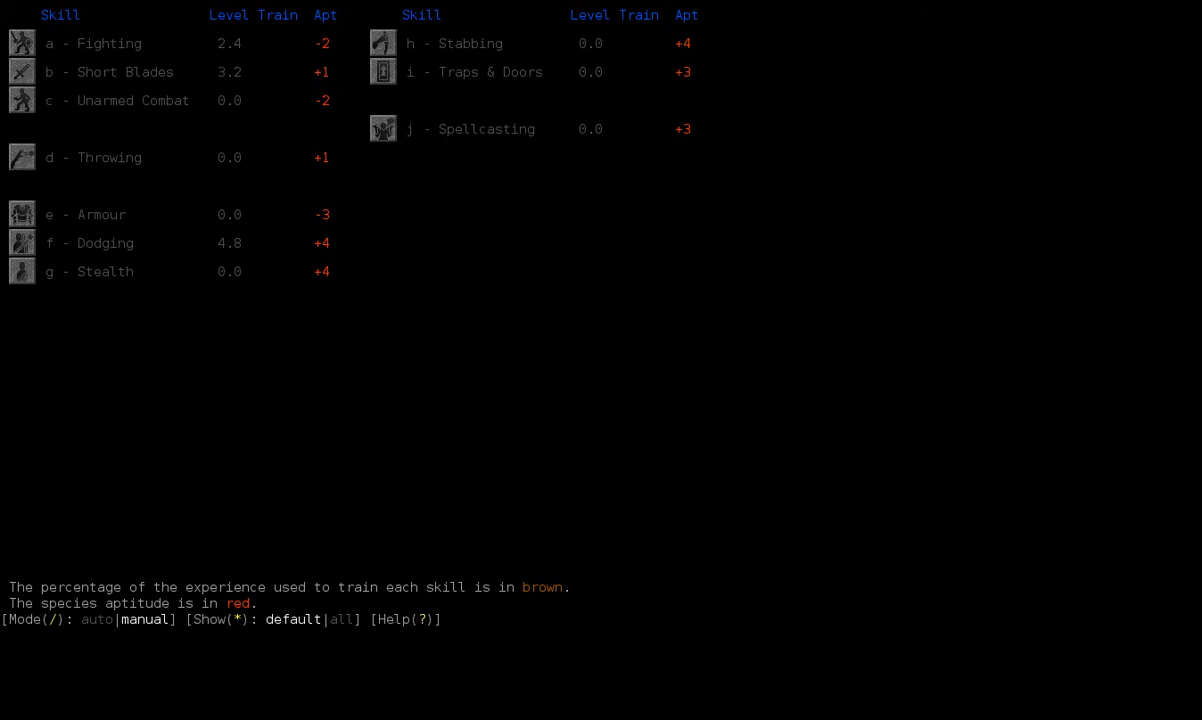 Skill Level Train Apt Skill Level Train Apt
a - Fighting 2.4 -2 h - Stabbing 0.0 +4
b - Short Blades 3.2 +1 i - Traps & Doors 0.0 +3
c - Unarmed Combat 0.0 -2
j - Spellcasting 0.0 +3
d - Throwing 0.0 +1
e - Armour 0.0 -3
f - Dodging 4.8 +4
g - Stealth 0.0 +4
The percentage of the experience used to train each skill is in brown.
The species aptitude is in red.
[Mode(/): auto|manual] [Show(*): default|all] [Help(?)]